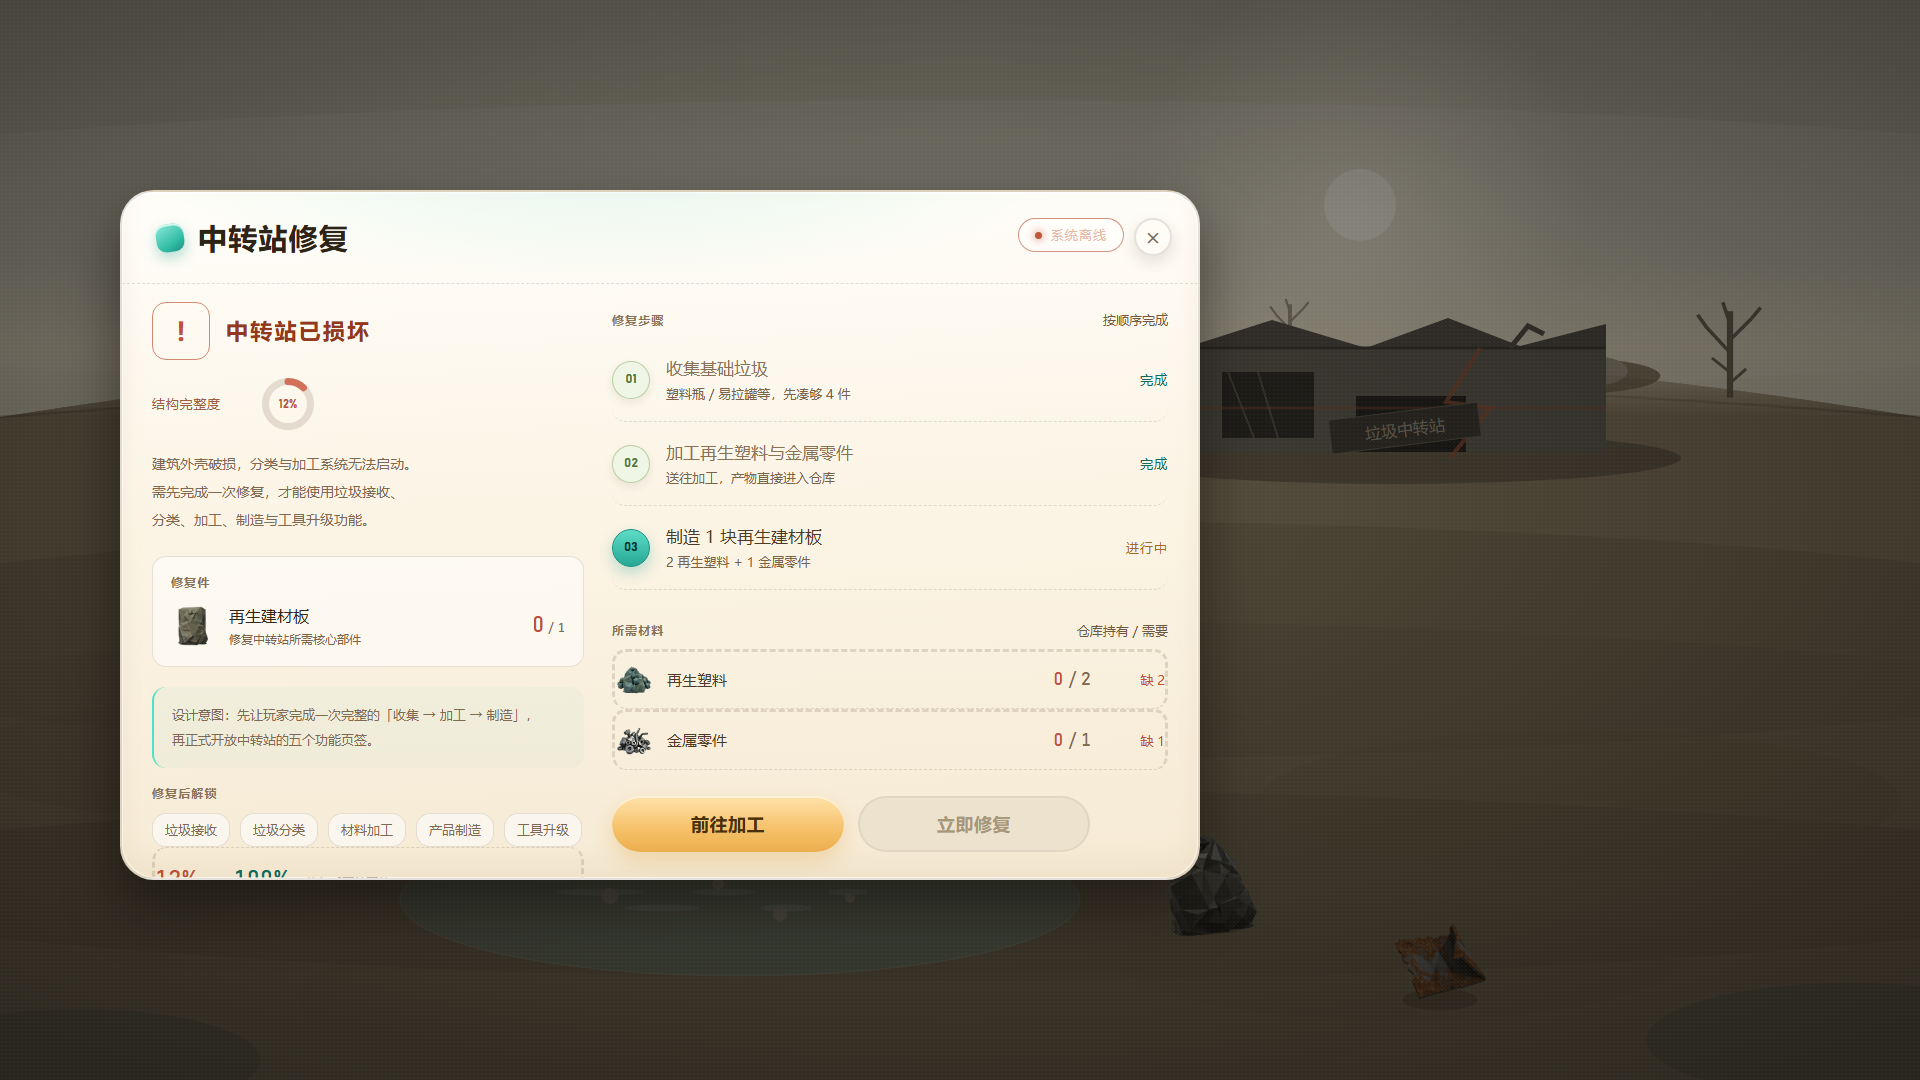 中转站修复
系统离线
!
中转站已损坏
结构完整度
12%
建筑外壳破损，分类与加工系统无法启动。
需先完成一次修复，才能使用垃圾接收、
分类、加工、制造与工具升级功能。
修复件
再生建材板
修复中转站所需核心部件
0 / 1
设计意图：先让玩家完成一次完整的「收集 → 加工 → 制造」，
再正式开放中转站的五个功能页签。
修复后解锁
垃圾接收
垃圾分类
材料加工
产品制造
工具升级
12%
100%
修复步骤
按顺序完成
01
收集基础垃圾
塑料瓶 / 易拉罐等，先凑够 4 件
完成
02
加工再生塑料与金属零件
送往加工，产物直接进入仓库
完成
03
制造 1 块再生建材板
2 再生塑料 + 1 金属零件
进行中
所需材料
仓库持有 / 需要
再生塑料
0 / 2
缺 2
金属零件
0 / 1
缺 1
前往加工
立即修复
垃圾中转站